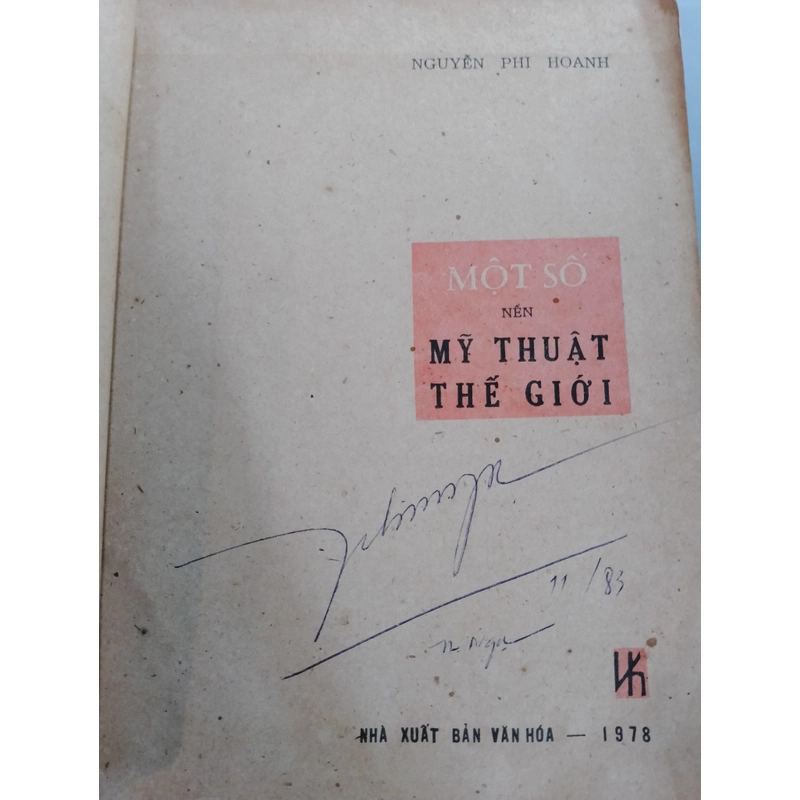 NGUYỄN PHI HOANH
MỘT SỐ
NỀN
MỸ THUẬT
THẾ GIỚI
11/83
NHÀ XUẤT BẢN VĂN HÓA — 1978